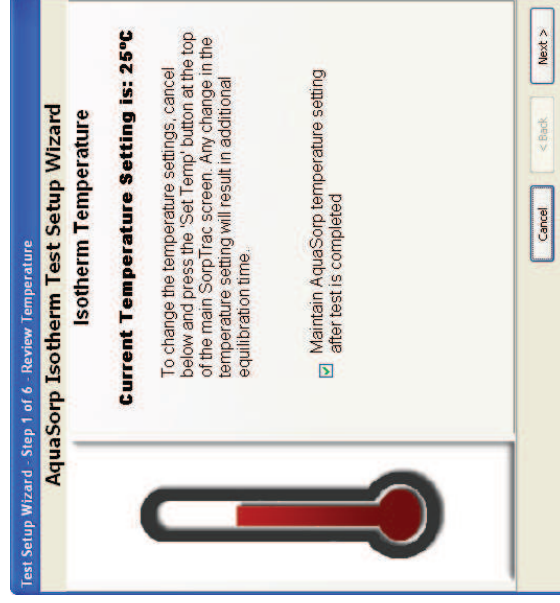 Test Setup Wizard - Step 1 of 6 - Review Temperature
AquaSorp Isotherm Test Setup Wizard
Isotherm Temperature
Current Temperature Setting is: 25ºC
To change the temperature settings, cancel
below and press the 'Set Temp' button at the top
of the main SorpTrac screen. Any change in the
temperature setting will result in additional
equilibration time.
Maintain AquaSorp temperature setting
after test is completed
Cancel
< Back
Next >